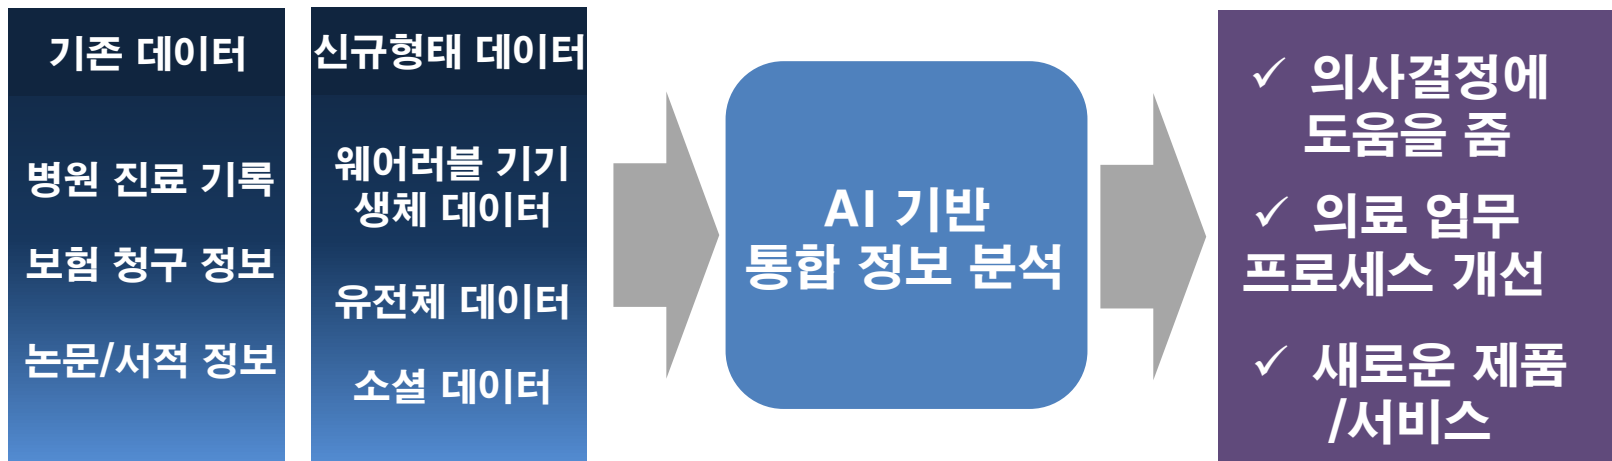 기존 데이터
병원 진료 기록
보험 청구 정보
논문/서적 정보
신규형태 데이터
웨어러블 기기
생체 데이터
유전체 데이터
소셜 데이터
AI 기반
통합 정보 분석
✓ 의사결정에
도움을 줌
✓ 의료 업무
프로세스 개선
✓ 새로운 제품
/서비스